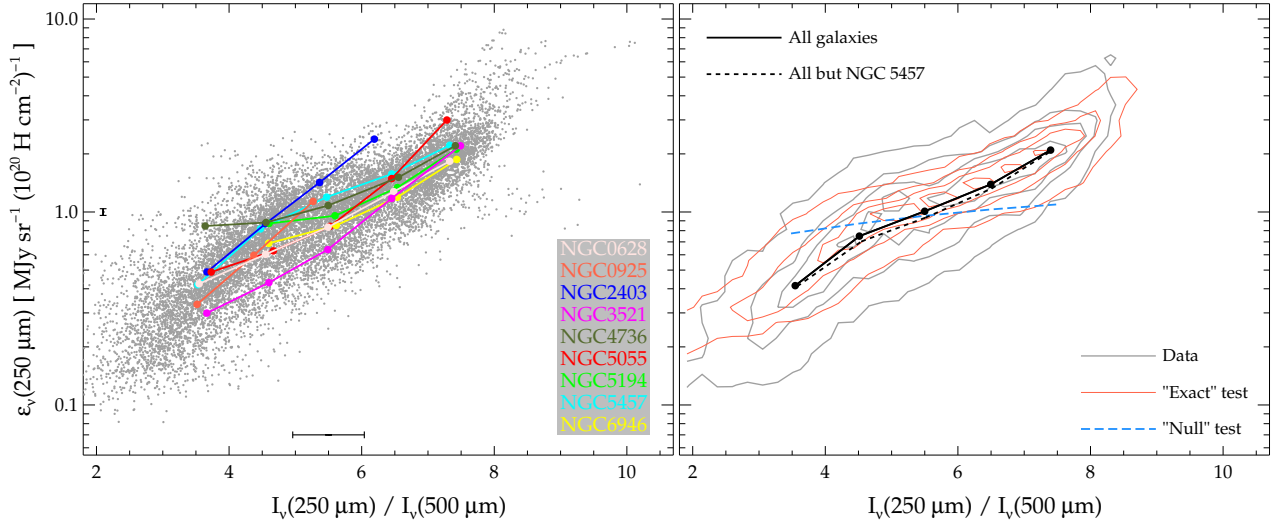 10.0
1.0
0.1
ε_ν(250 μm) [ MJy sr⁻¹ (10²⁰ H cm⁻²)⁻¹ ]
NGC0628
NGC0925
NGC2403
NGC3521
NGC4736
NGC5055
NGC5194
NGC5457
NGC6946
2 4 6 8 10
I_ν(250 μm) / I_ν(500 μm)
All galaxies
All but NGC 5457
Data
"Exact" test
"Null" test
2 4 6 8 10
I_ν(250 μm) / I_ν(500 μm)